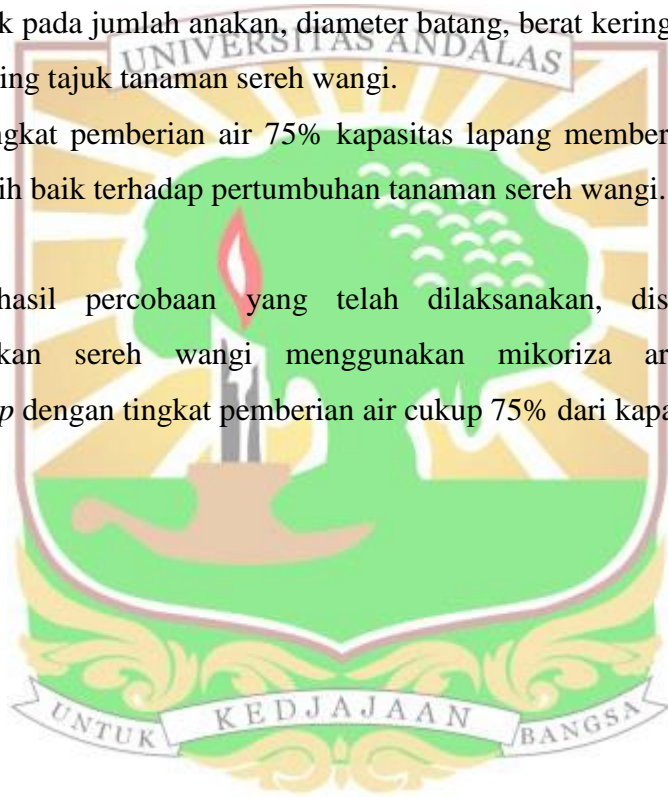 k pada jumlah anakan, diameter batang, berat kering
UNIVERSITAS ANDALAS
ing tajuk tanaman sereh wangi.
ngkat pemberian air 75% kapasitas lapang member
ih baik terhadap pertumbuhan tanaman sereh wangi.
hasil percobaan yang telah dilaksanakan, dis
kan sereh wangi menggunakan mikoriza ar
p dengan tingkat pemberian air cukup 75% dari kapa
UNTUK KEDJAJAAN BANGSA